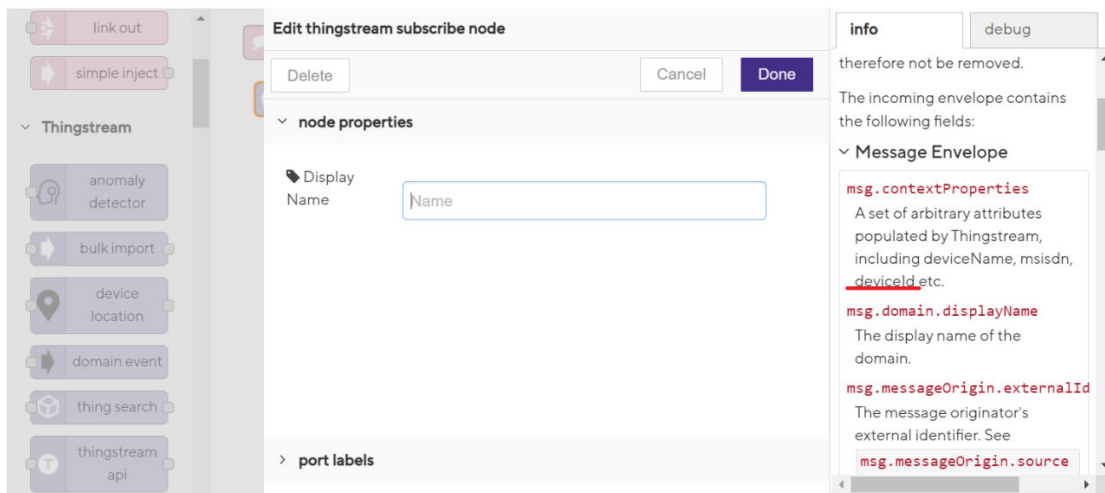 link out
simple inject
Thingstream
anomaly
detector
bulk import
device
location
domain event
thing search
thingstream
api
Edit thingstream subscribe node
Delete
Cancel
Done
node properties
Display
Name
Name
port labels
info
debug
therefore not be removed.
The incoming envelope contains
the following fields:
Message Envelope
msg.contextProperties
A set of arbitrary attributes
populated by Thingstream,
including deviceName, msisdn,
deviceId etc.
msg.domain.displayName
The display name of the
domain.
msg.messageOrigin.externalId
The message originator's
external identifier. See
msg.messageOrigin.source